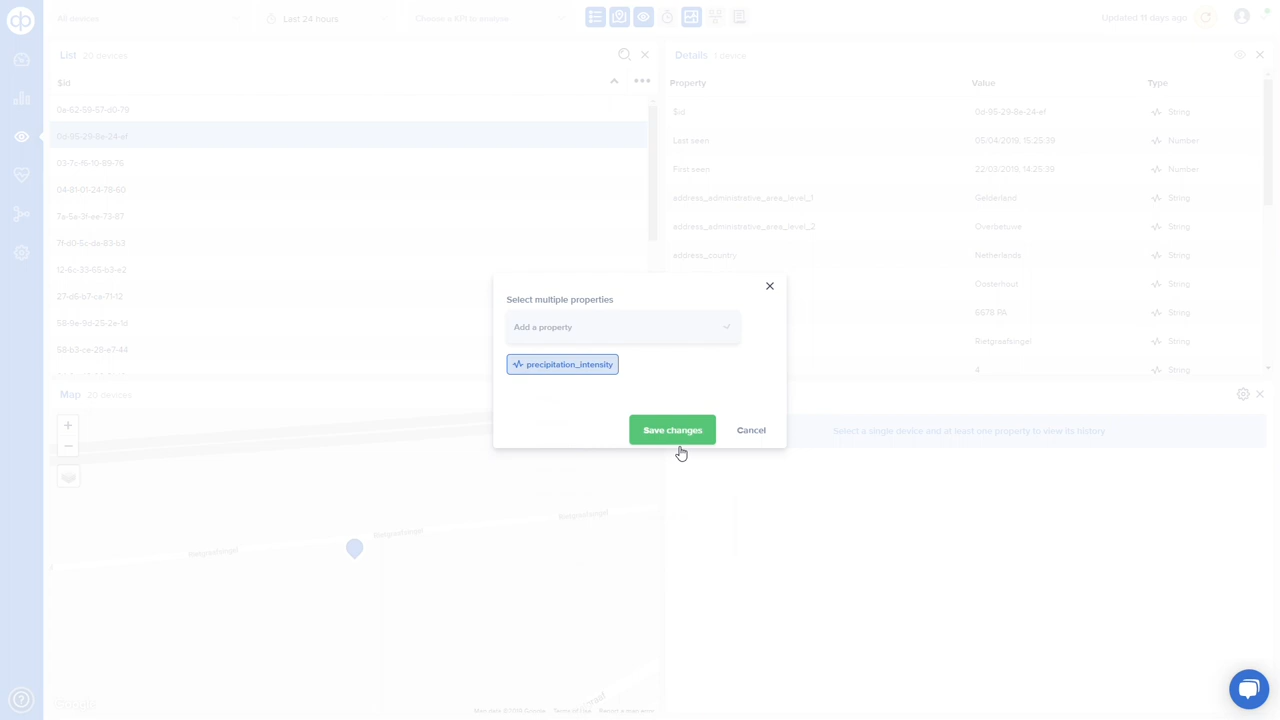 All devices
Last 24 hours
Choose a KPI to analyse
Updated 11 days ago
List 20 devices
$id
0a-62-59-57-d0-79
0d-95-29-8e-24-ef
03-7c-f5-10-89-76
04-81-01-24-78-60
7a-5a-3f-ee-73-87
7f-d0-5c-da-83-b3
12-6c-33-65-b3-e2
27-d6-b7-ca-71-12
58-9e-9d-25-2e-1d
58-b3-ce-28-e7-44
Details 1 device
Property Value Type
$id 0d-95-29-8e-24-ef String
Last seen 05/04/2019, 15:25:39 Number
First seen 22/03/2019, 14:25:39 Number
address_administrative_area_level_1 Gelderland String
address_administrative_area_level_2 Overbetuwe String
address_country Netherlands String
Oosterhout String
6678 PA String
Rietgraafsingel String
4 String
Select multiple properties
Add a property
precipitation_intensity
Save changes Cancel
Map 20 devices
+
−
Rietgraafsingel
Rietgraafsingel
Rietgraafsingel
Google
Map data ©2019 Google Terms of Use Report a map error
Select a single device and at least one property to view its history